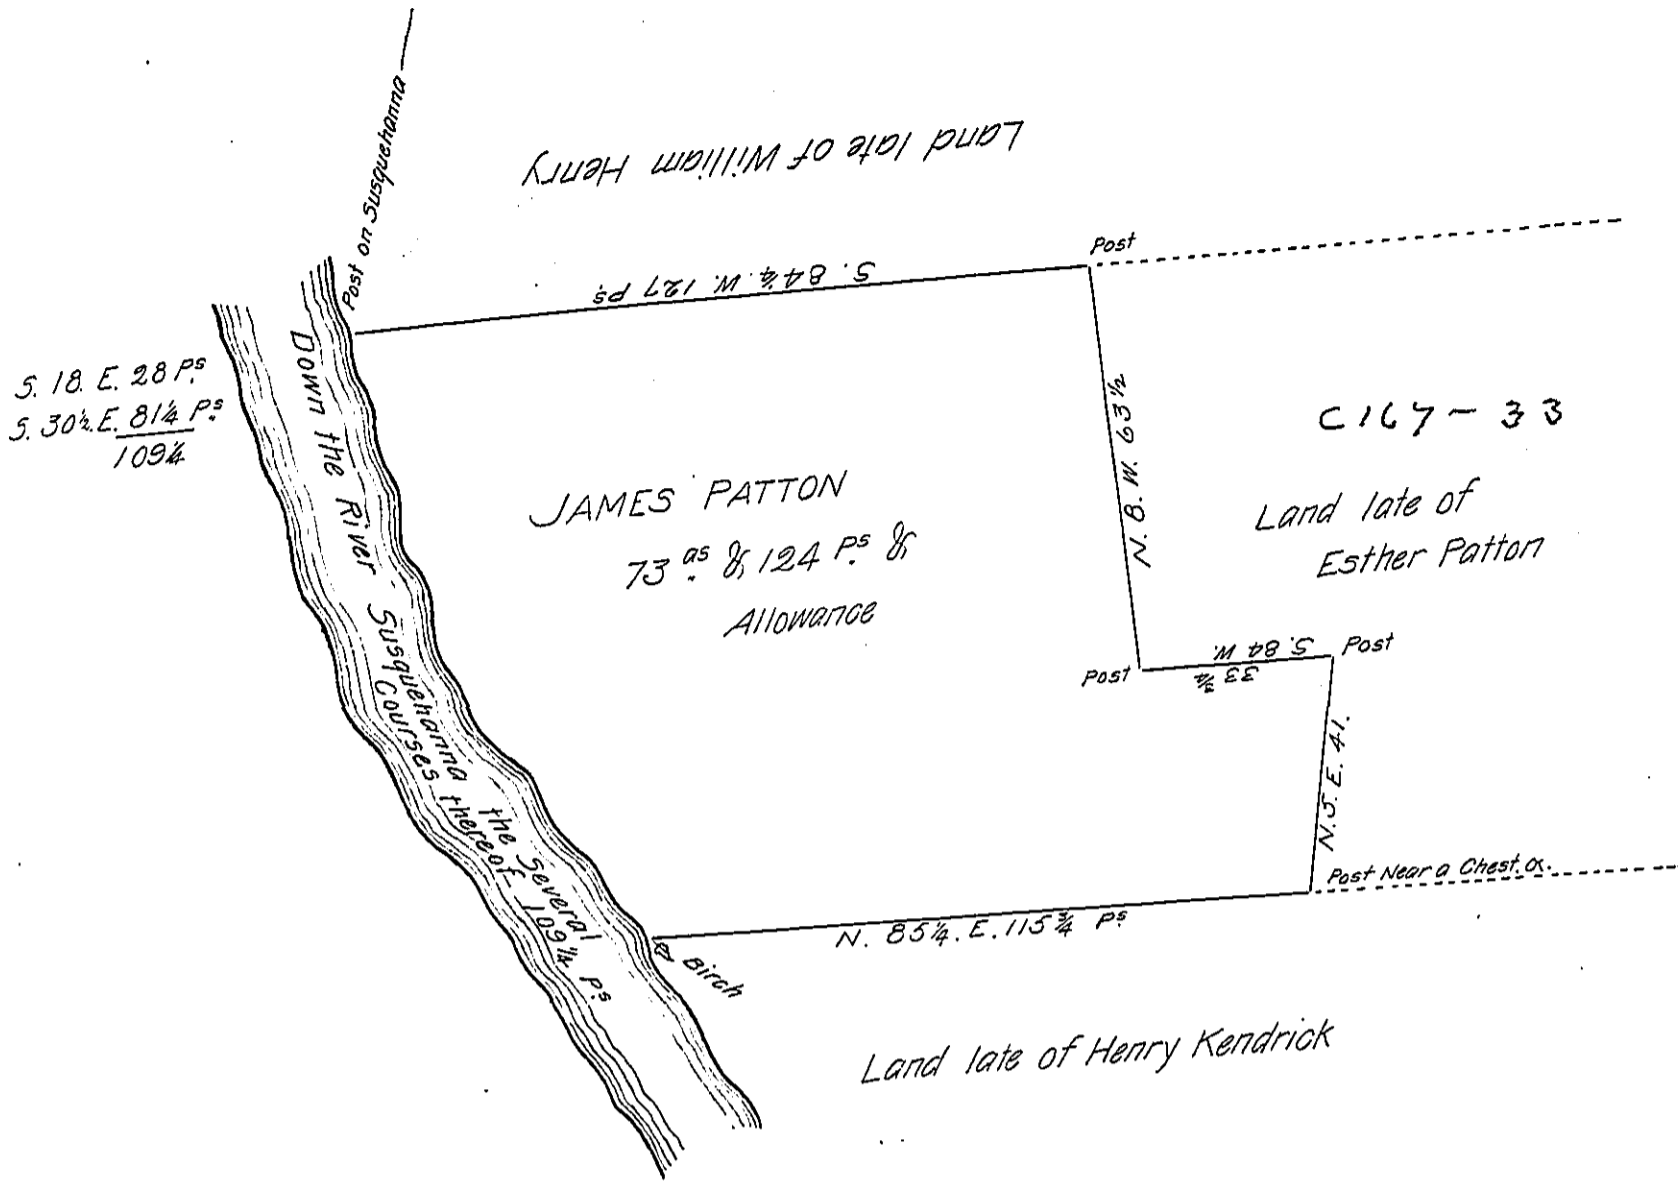 Post on Susquehanna
Land late of William Henry
Post
S. 84¼. W. 127 Ps
S. 18. E. 28 Ps
S. 30½. E. 81¼ Ps
109¼
Down the River Susquehanna the Several
Courses thereof 109¼ Ps
N. 8. W. 63½
C167-33
JAMES PATTON
73 as & 124 Ps &
Allowance
Land late of
Esther Patton
S. 84 W.
33¾
Post
Post
N. 5. E. 41.
Post Near a Chest. O.
N. 85¼. E. 115¾ Ps
Birch
Land late of Henry Kendrick